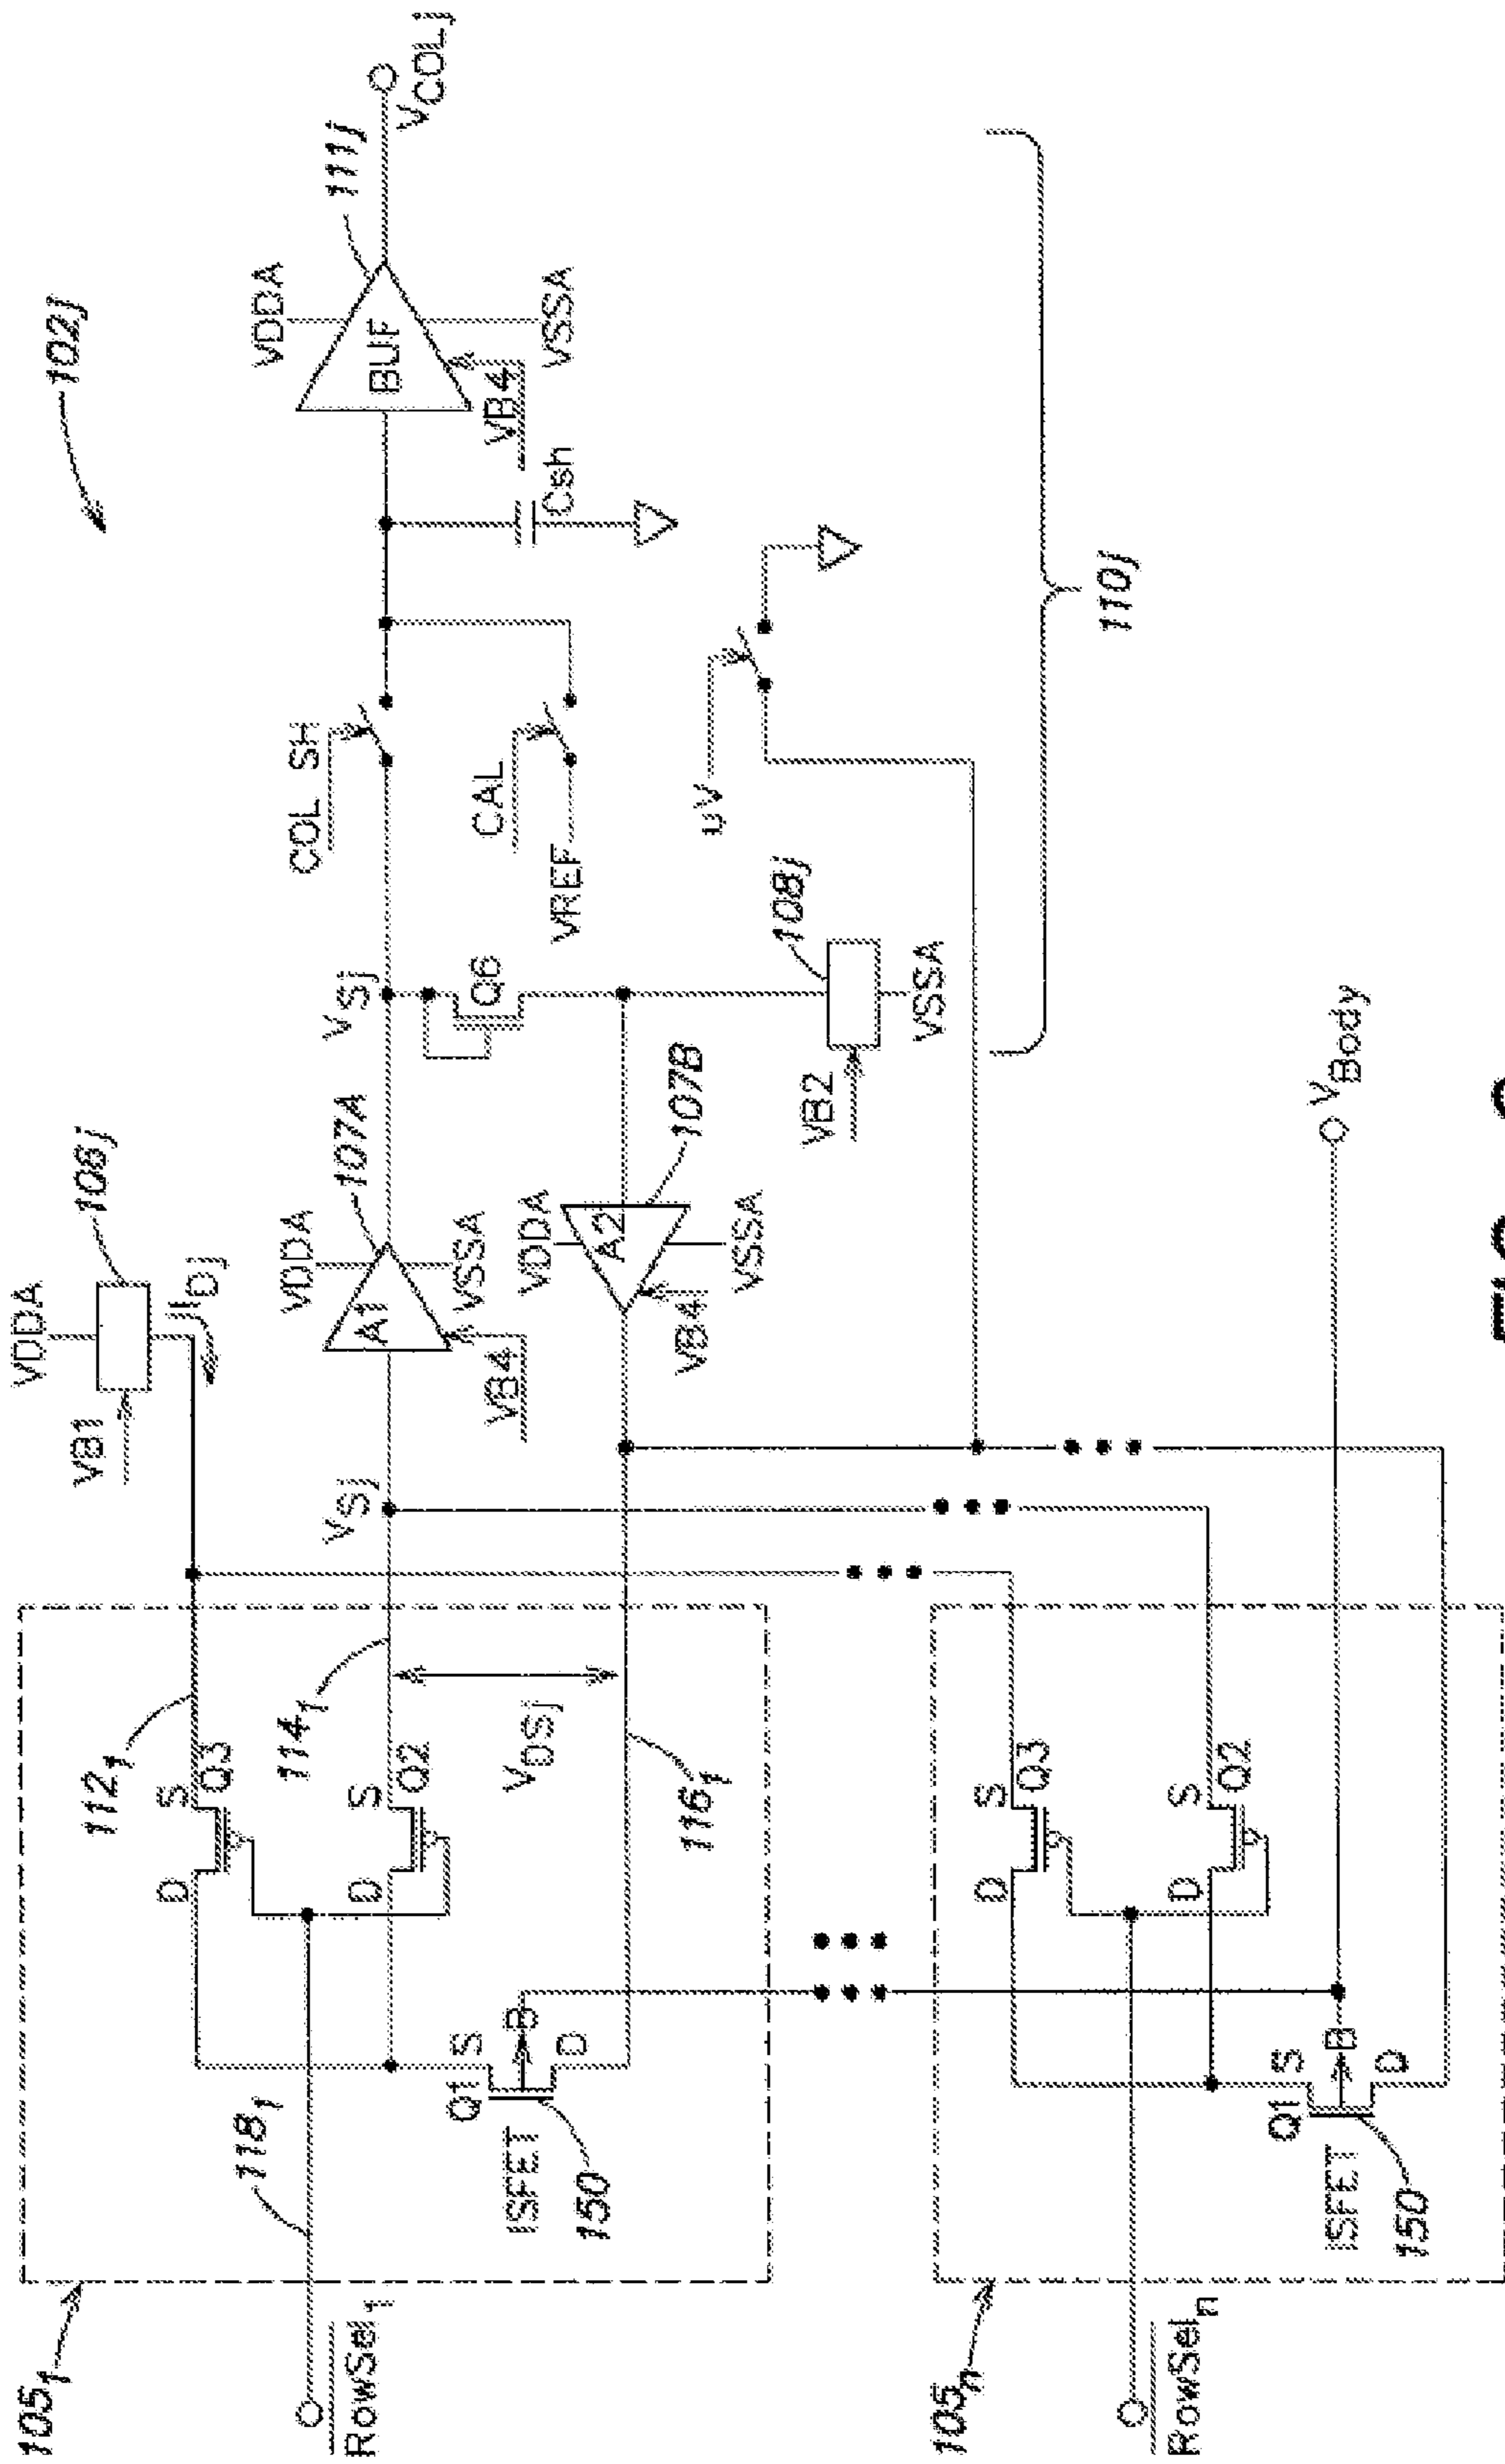 102j
VDDA
VB1
106j
IDj
112₁
S
Q3
D
118₁
105₁
RowSel₁
114₁
S
Q2
D
VDSj
116₁
Q1
S
B
D
ISFET
150
VSj
A1
VDDA
VSSA
VB4
107A
VSj
Q6
A2
VDDA
VSSA
VB4
107B
VB2
108j
VSSA
COL SH
CAL
VREF
uV
Csh
BUF
VDDA
VSSA
VB4
111j
VCOLj
110j
105n
RowSeln
S
Q3
D
S
Q2
D
Q1
S
B
D
ISFET
150
VBody